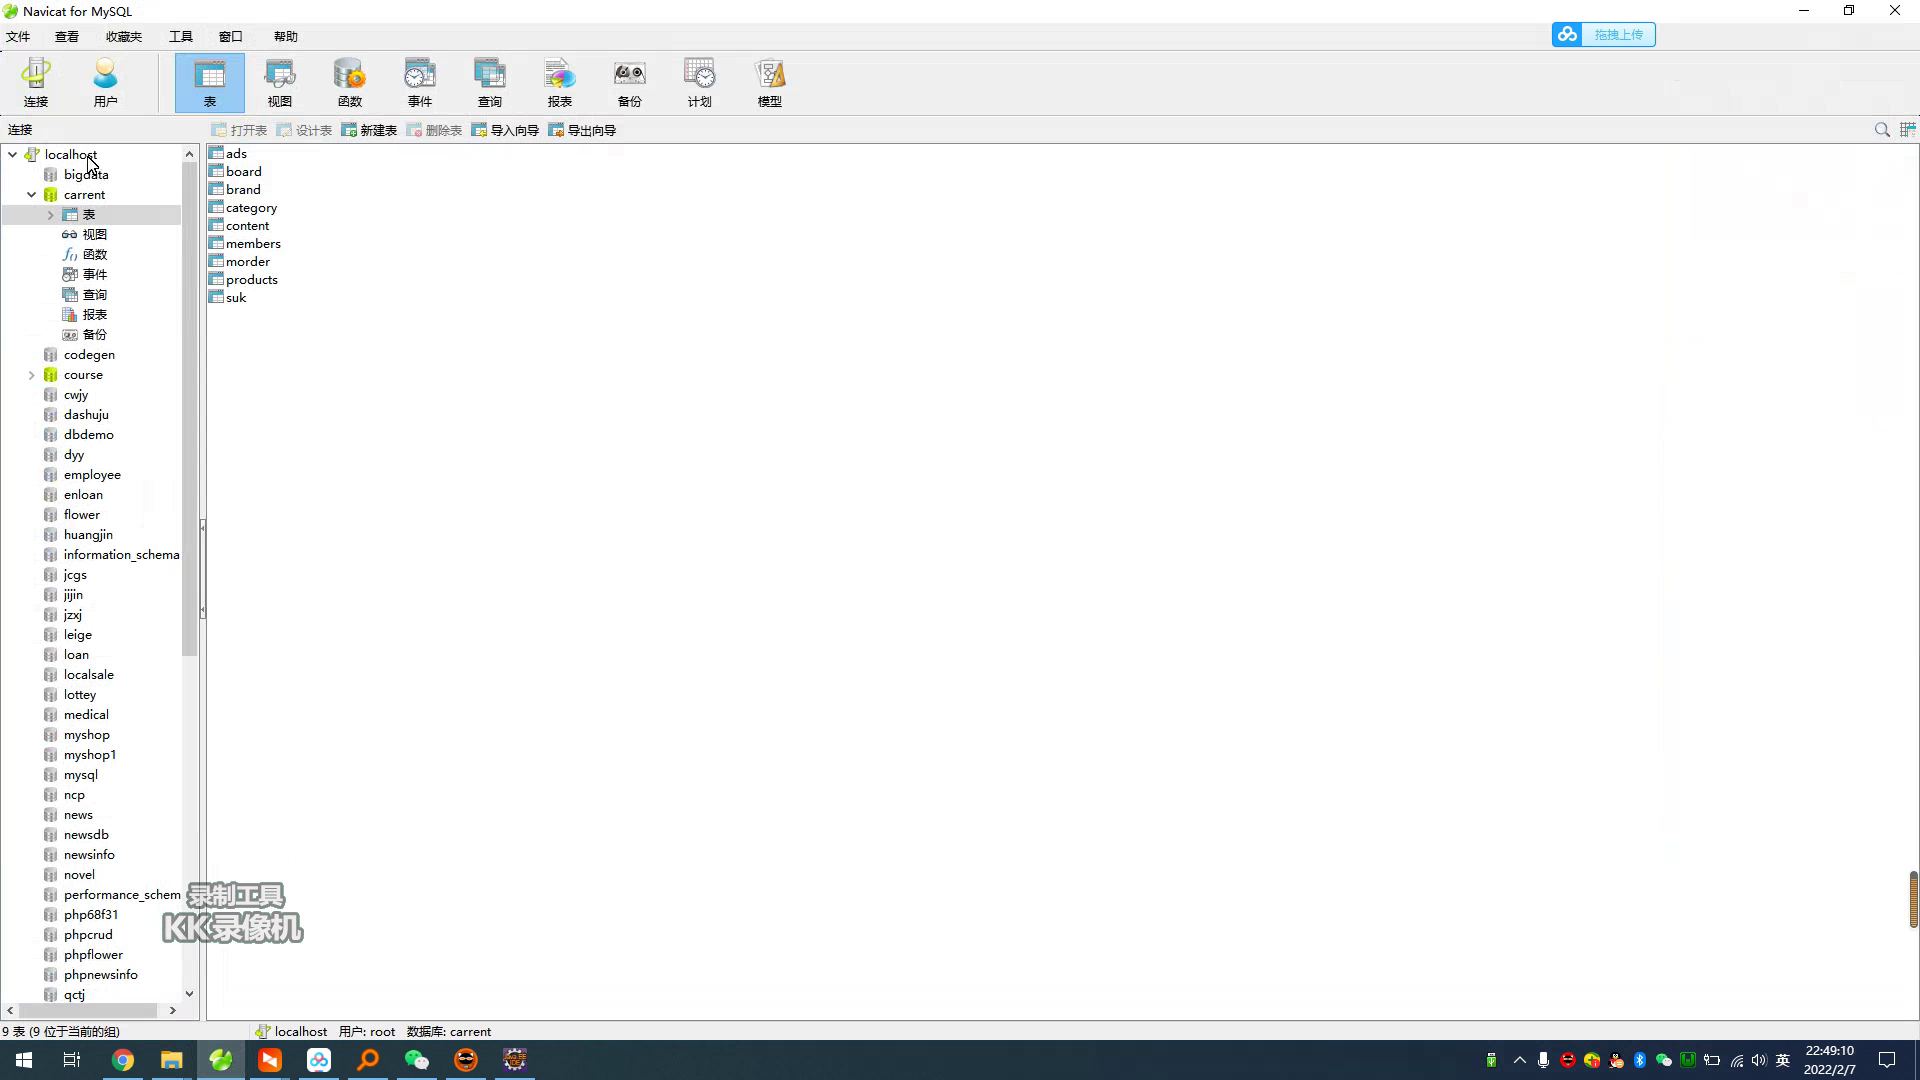 Navicat for MySQL
文件 查看 收藏夹 工具 窗口 帮助
拖拽上传
连接 用户 表 视图 函数 事件 查询 报表 备份 计划 模型
连接
打开表 设计表 新建表 删除表 导入向导 导出向导
localhost
bigdata
carrent
表
视图
函数
事件
查询
报表
备份
codegen
course
cwjy
dashuju
dbdemo
dyy
employee
enloan
flower
huangjin
information_schema
jcgs
jijin
jzxj
leige
loan
localsale
lottey
medical
myshop
myshop1
mysql
ncp
news
newsdb
newsinfo
novel
performance_schem
php68f31
phpcrud
phpflower
phpnewsinfo
qctj
ads
board
brand
category
content
members
morder
products
suk
录制工具
KK录像机
9 表 (9 位于当前的组) localhost 用户: root 数据库: carrent
英
22:49:10
2022/2/7